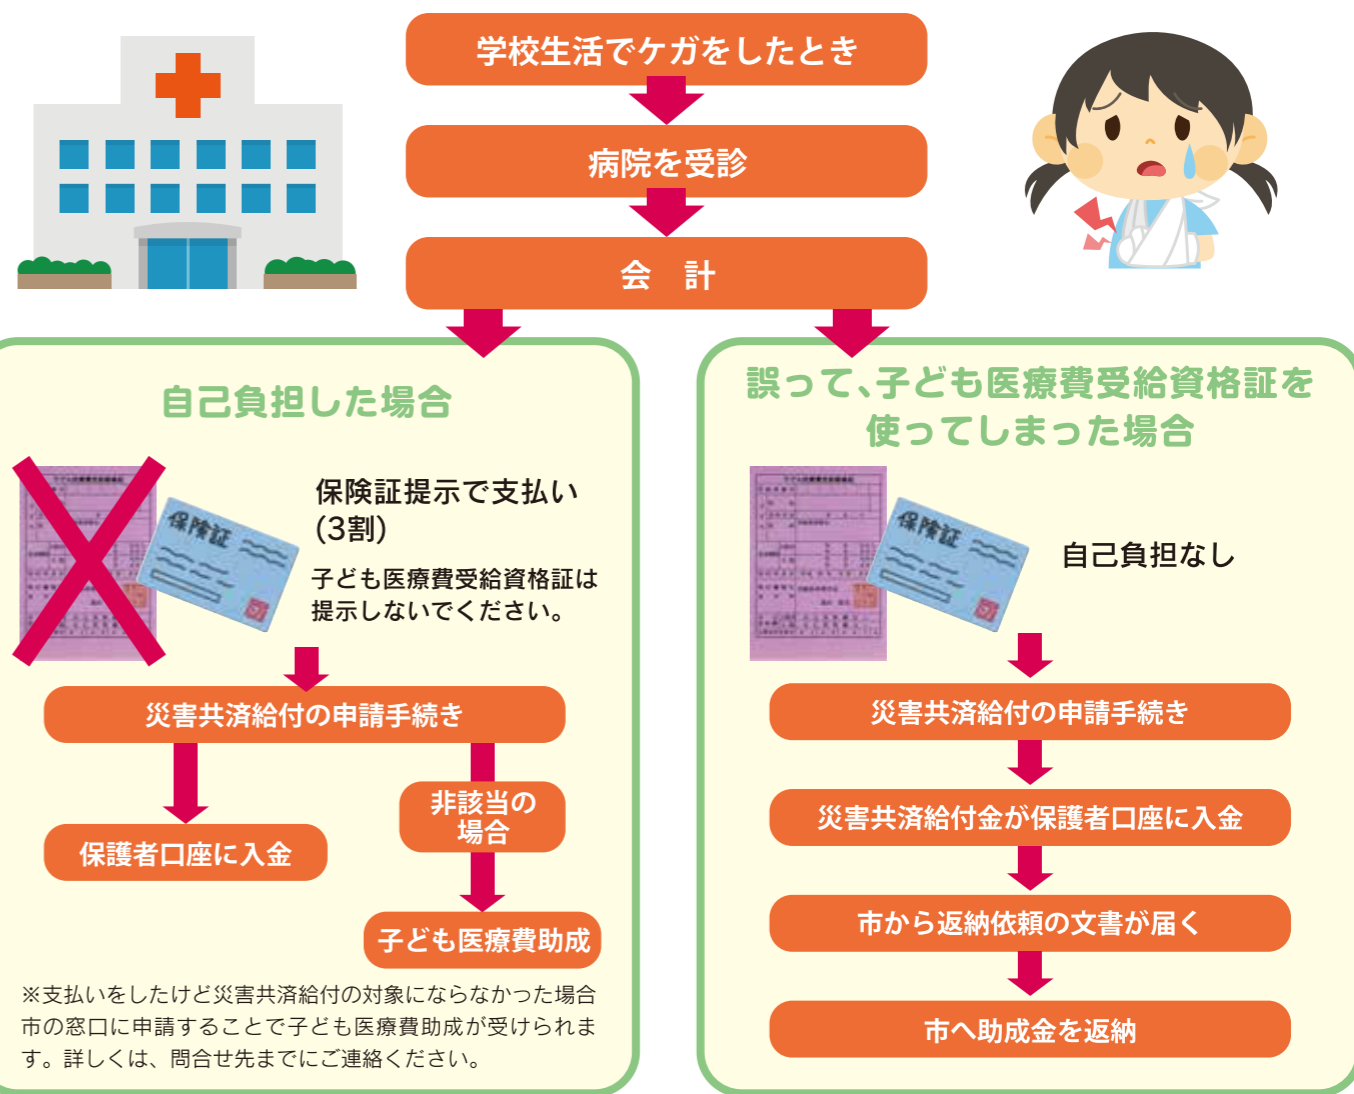 学校生活でケガをしたとき
病院を受診
会　計
自己負担した場合
保険証
保険証提示で支払い
(3割)
子ども医療費受給資格証は
提示しないでください。
災害共済給付の申請手続き
保護者口座に入金
非該当の
場合
子ども医療費助成
※支払いをしたけど災害共済給付の対象にならなかった場合
市の窓口に申請することで子ども医療費助成が受けられま
す。詳しくは、問合せ先までにご連絡ください。
誤って、子ども医療費受給資格証を
使ってしまった場合
保険証
自己負担なし
災害共済給付の申請手続き
災害共済給付金が保護者口座に入金
市から返納依頼の文書が届く
市へ助成金を返納